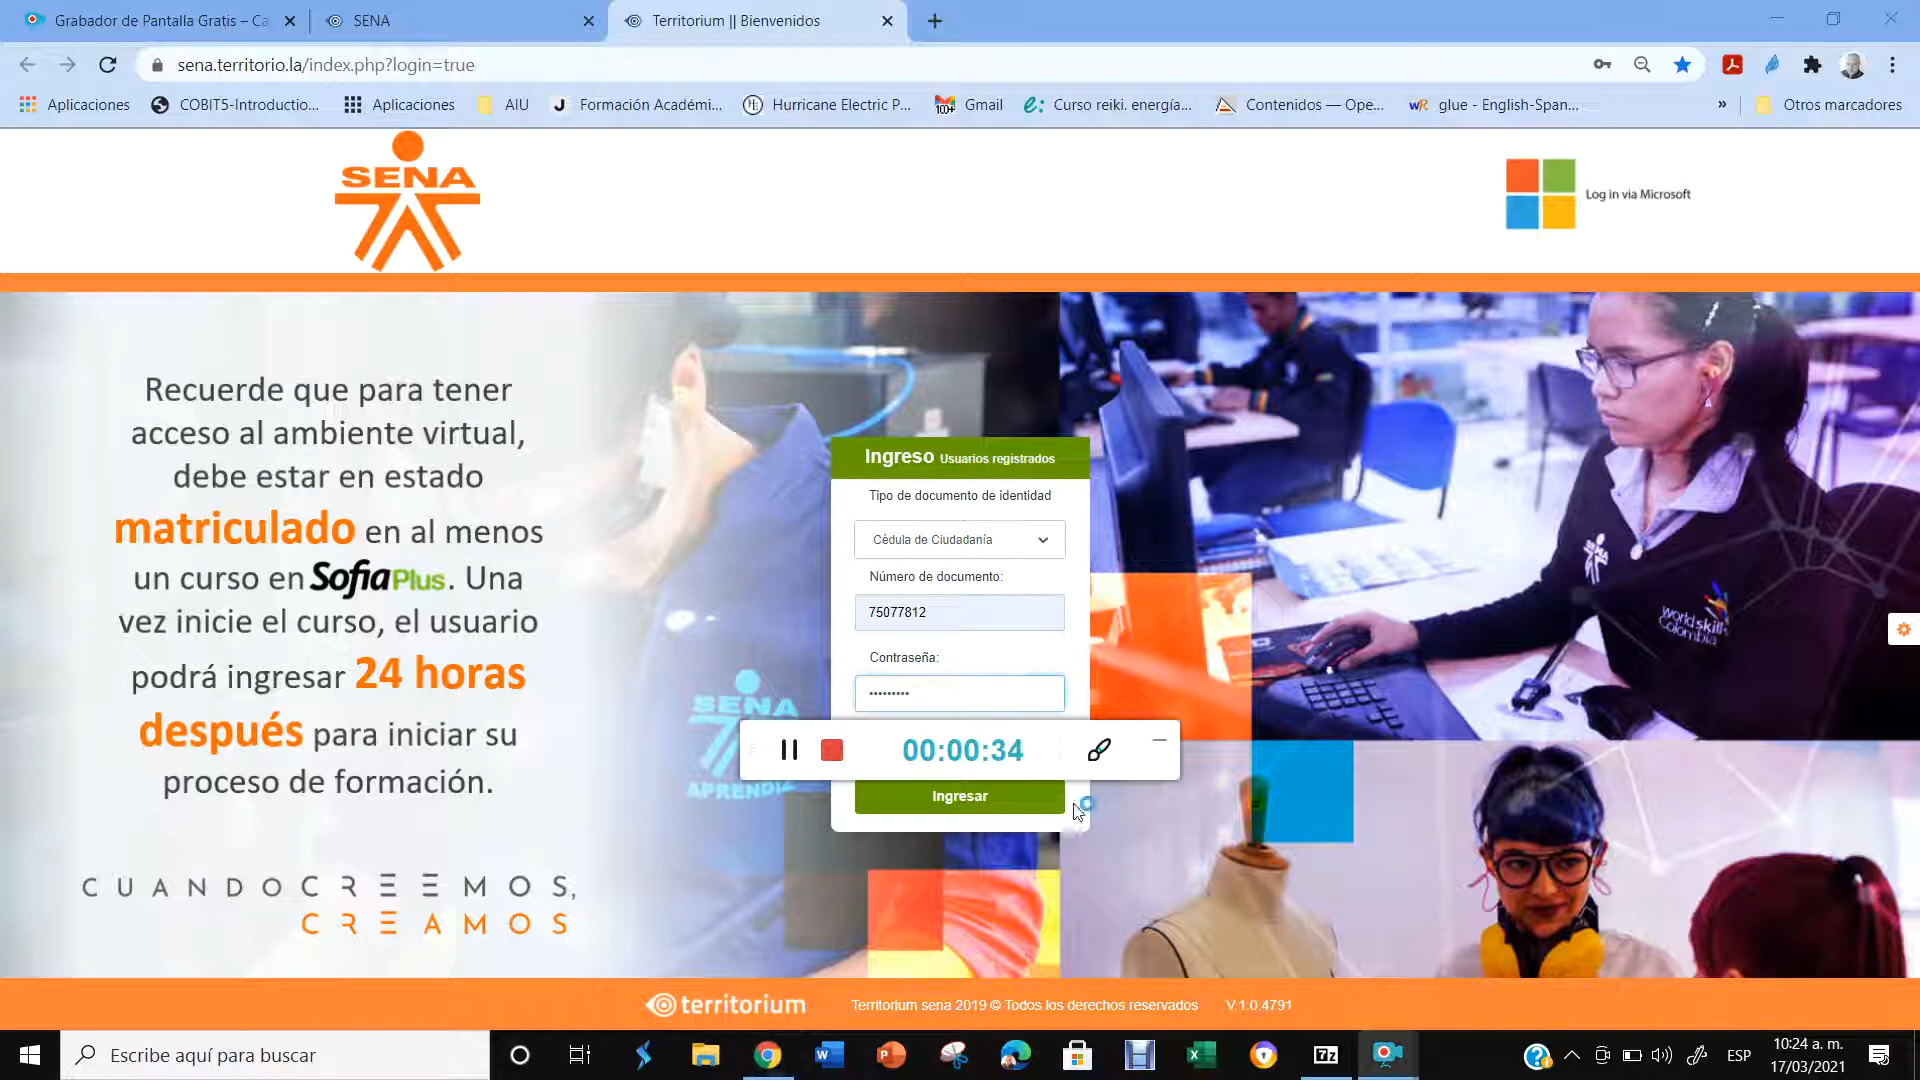 Grabador de Pantalla Gratis – Ca
SENA
Territorium || Bienvenidos
sena.territorio.la/index.php?login=true
Aplicaciones
COBIT5-Introductio...
Aplicaciones
AIU
Formación Académi...
Hurricane Electric P...
Gmail
Curso reiki. energía...
Contenidos — Ope...
glue - English-Span...
»
Otros marcadores
SENA
Log in via Microsoft
Recuerde que para tener
acceso al ambiente virtual,
debe estar en estado
matriculado en al menos
un curso en SofiaPlus. Una
vez inicie el curso, el usuario
podrá ingresar 24 horas
después para iniciar su
proceso de formación.
CUANDO CREEMOS,
CREAMOS
Ingreso Usuarios registrados
Tipo de documento de identidad
Cédula de Ciudadanía
Número de documento:
75077812
Contraseña:
•••••••••
00:00:34
Ingresar
SENA
APRENDIZ
worldskills
Colombia
territorium
Territorium sena 2019 © Todos los derechos reservados
V.1.0.4791
Escribe aquí para buscar
ESP
10:24 a. m.
17/03/2021